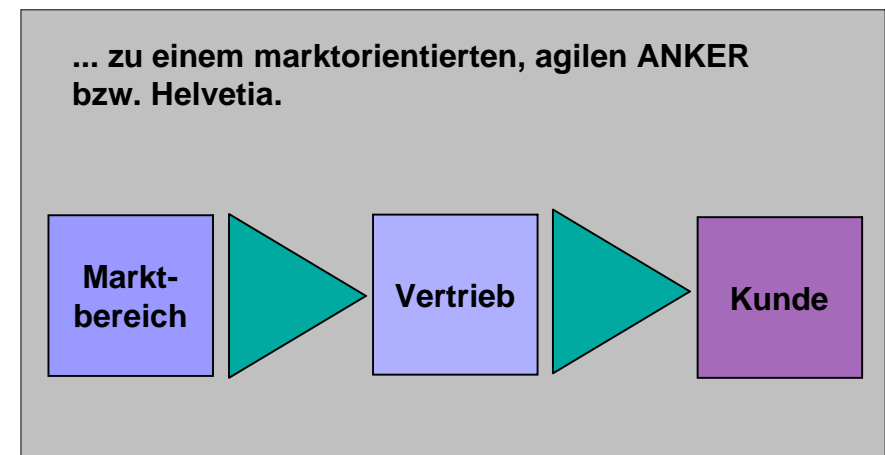 ... zu einem marktorientierten, agilen ANKER
bzw. Helvetia.
Markt-
bereich
Vertrieb
Kunde